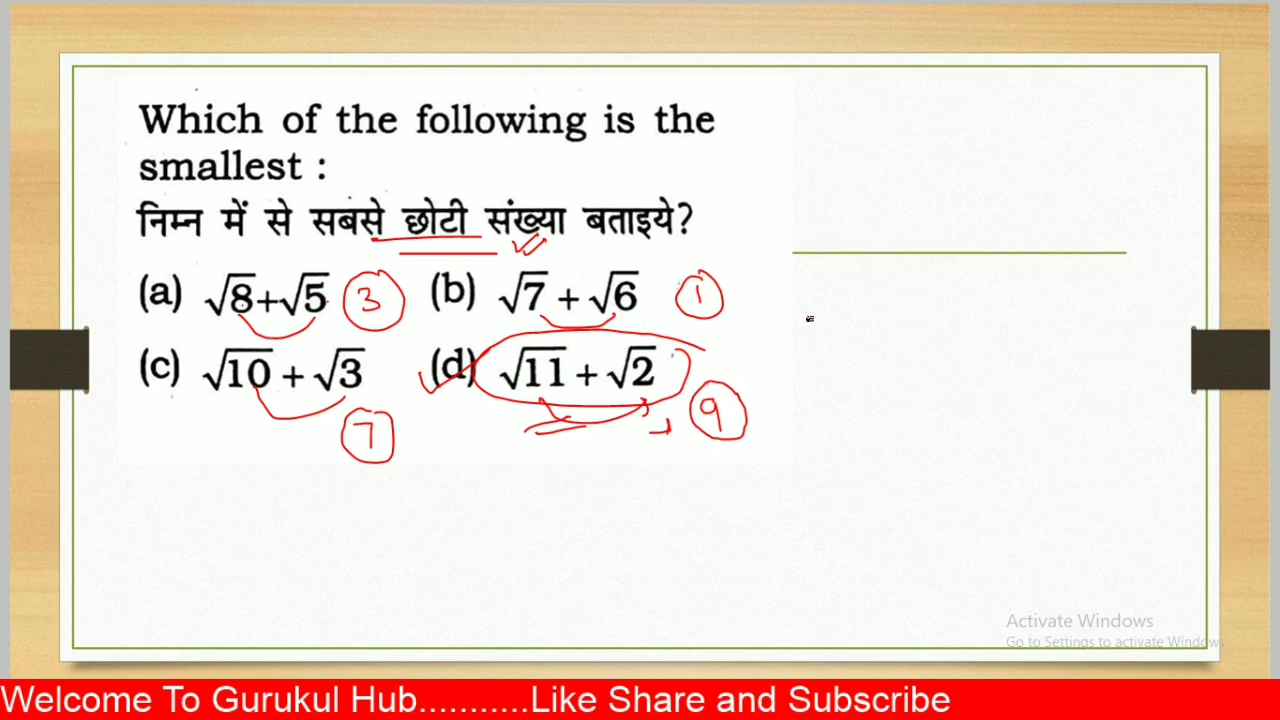 Which of the following is the
smallest :
निम्न में से सबसे छोटी संख्या बताइये?
(a) √8+√5 3 (b) √7 + √6 1
(c) √10 + √3 (d) √11 + √2
7 9
Activate Windows
Go to Settings to activate Windows
Welcome To Gurukul Hub...........Like Share and Subscribe